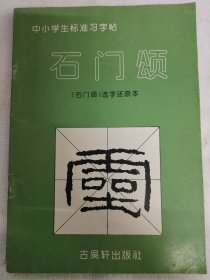 中小学生标准习字帖
石门颂
《石门颂》选字还原本
古吳轩出版社